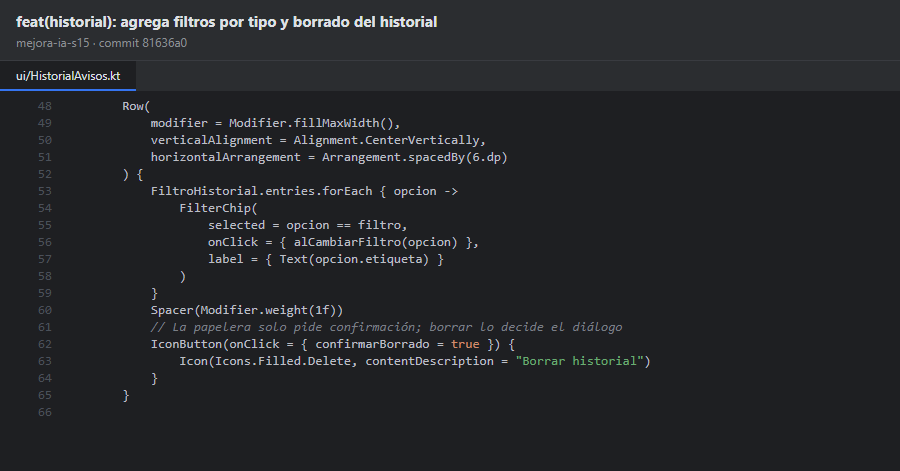 feat(historial): agrega filtros por tipo y borrado del historial
mejora-ia-s15 · commit 81636a0
ui/HistorialAvisos.kt
48 Row(
49 modifier = Modifier.fillMaxWidth(),
50 verticalAlignment = Alignment.CenterVertically,
51 horizontalArrangement = Arrangement.spacedBy(6.dp)
52 ) {
53 FiltroHistorial.entries.forEach { opcion ->
54 FilterChip(
55 selected = opcion == filtro,
56 onClick = { alCambiarFiltro(opcion) },
57 label = { Text(opcion.etiqueta) }
58 )
59 }
60 Spacer(Modifier.weight(1f))
61 // La papelera solo pide confirmación; borrar lo decide el diálogo
62 IconButton(onClick = { confirmarBorrado = true }) {
63 Icon(Icons.Filled.Delete, contentDescription = "Borrar historial")
64 }
65 }
66